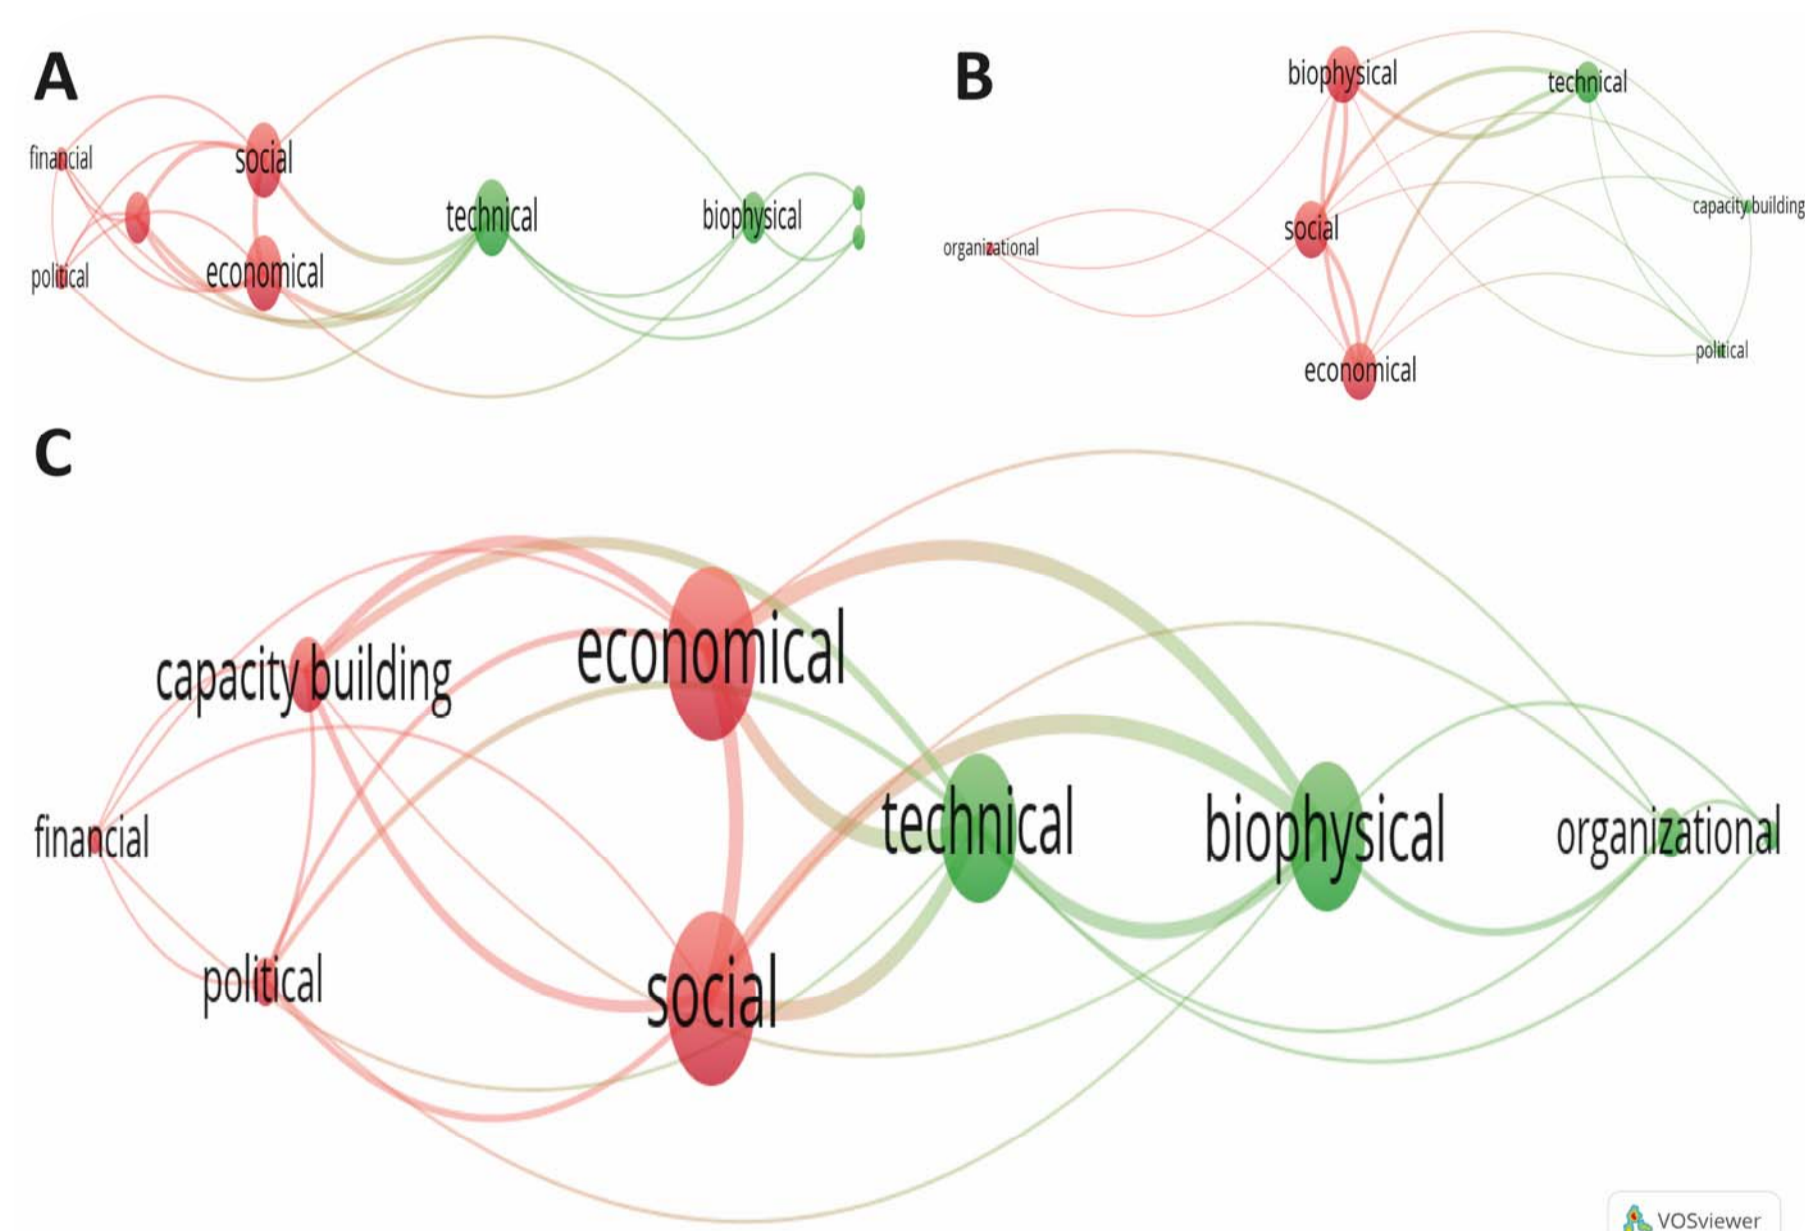 A
financial
social
technical
biophysical
political
economical
B
biophysical
technical
capacity building
social
organizational
political
economical
C
economical
capacity building
technical
biophysical
organizational
financial
political
social
VOSviewer